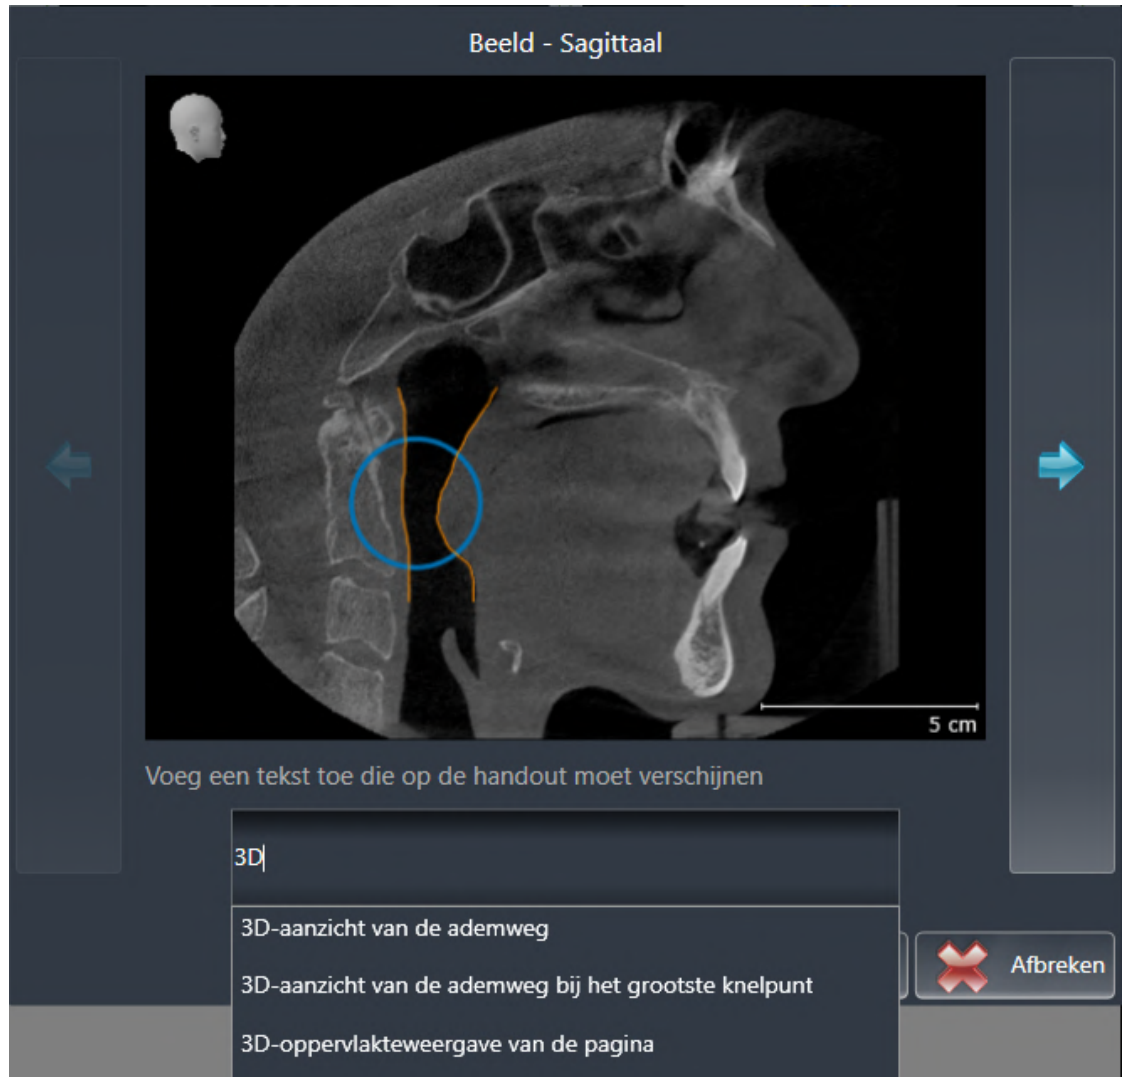 Beeld - Sagittaal
5 cm
Voeg een tekst toe die op de handout moet verschijnen
3D
3D-aanzicht van de ademweg
3D-aanzicht van de ademweg bij het grootste knelpunt
3D-oppervlakteweergave van de pagina
Afbreken